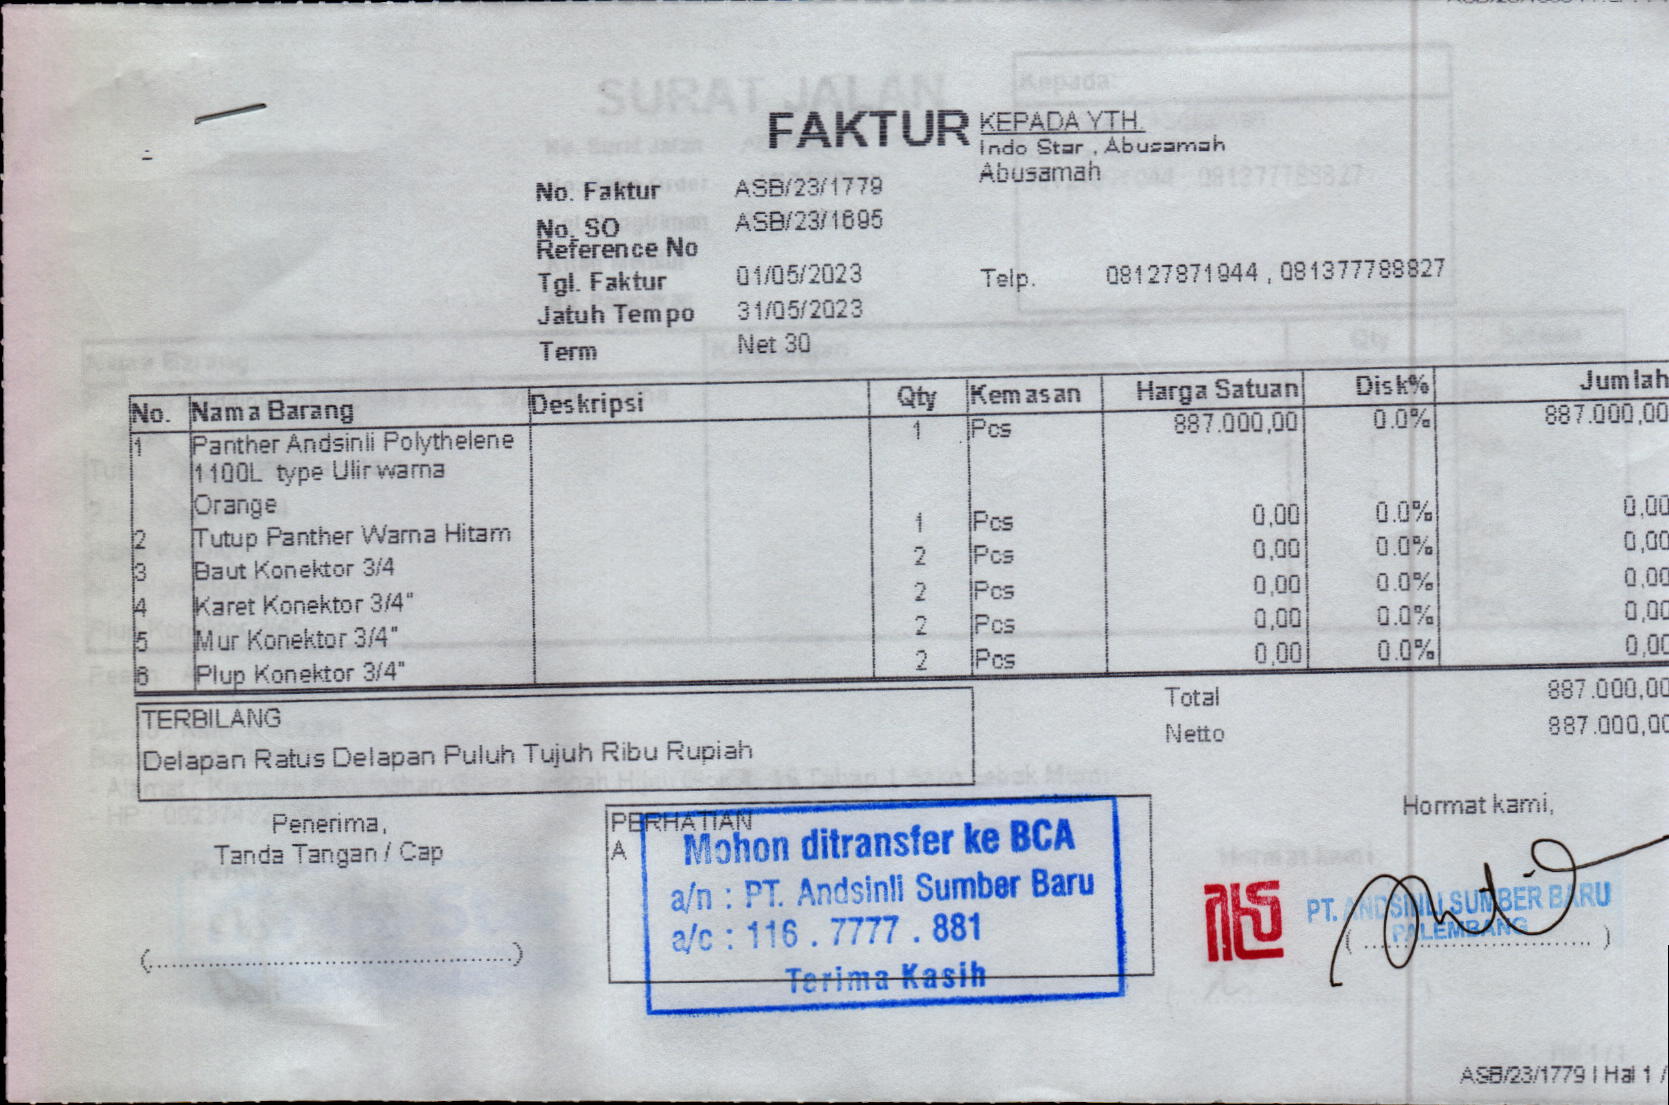 FAKTUR
KEPADA YTH.
Indo Star , Abusamah
Abusamah
No. Faktur ASB/23/1779
No. SO ASB/23/1695
Reference No
Tgl. Faktur 01/05/2023
Telp. 08127871944 , 081377788827
Jatuh Tempo 31/05/2023
Term Net 30
No. Nama Barang Deskripsi Qty Kemasan Harga Satuan Disk% Jumlah
1 Panther Andsinli Polythelene 1 Pcs 887.000,00 0.0% 887.000,00
1100L type Ulir warna
Orange
2 Tutup Panther Warna Hitam 1 Pcs 0,00 0.0% 0,00
3 Baut Konektor 3/4 2 Pcs 0,00 0.0% 0,00
4 Karet Konektor 3/4" 2 Pcs 0,00 0.0% 0,00
5 Mur Konektor 3/4" 2 Pcs 0,00 0.0% 0,00
6 Plup Konektor 3/4" 2 Pcs 0,00 0.0% 0,00
Total 887.000,00
Netto 887.000,00
TERBILANG
Delapan Ratus Delapan Puluh Tujuh Ribu Rupiah
Penerima,
Tanda Tangan / Cap
PERHATIAN
A
Mohon ditransfer ke BCA
a/n : PT. Andsinli Sumber Baru
a/c : 116 . 7777 . 881
Terima Kasih
Hormat kami,
PT. ANDSINLI SUMBER BARU
PALEMBANG
ASB/23/1779 | Hal 1 /